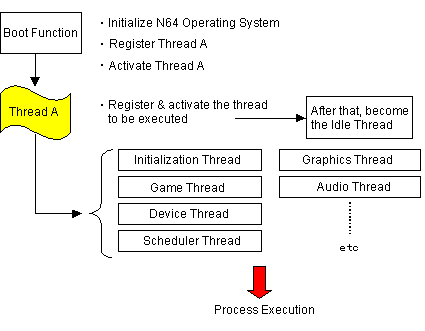 Boot Function
・Initialize N64 Operating System
・Register Thread A
・Activate Thread A
Thread A
・Register & activate the thread
to be executed
After that, become
the Idle Thread
Initialization Thread
Graphics Thread
Game Thread
Audio Thread
Device Thread
Scheduler Thread
etc
Process Execution